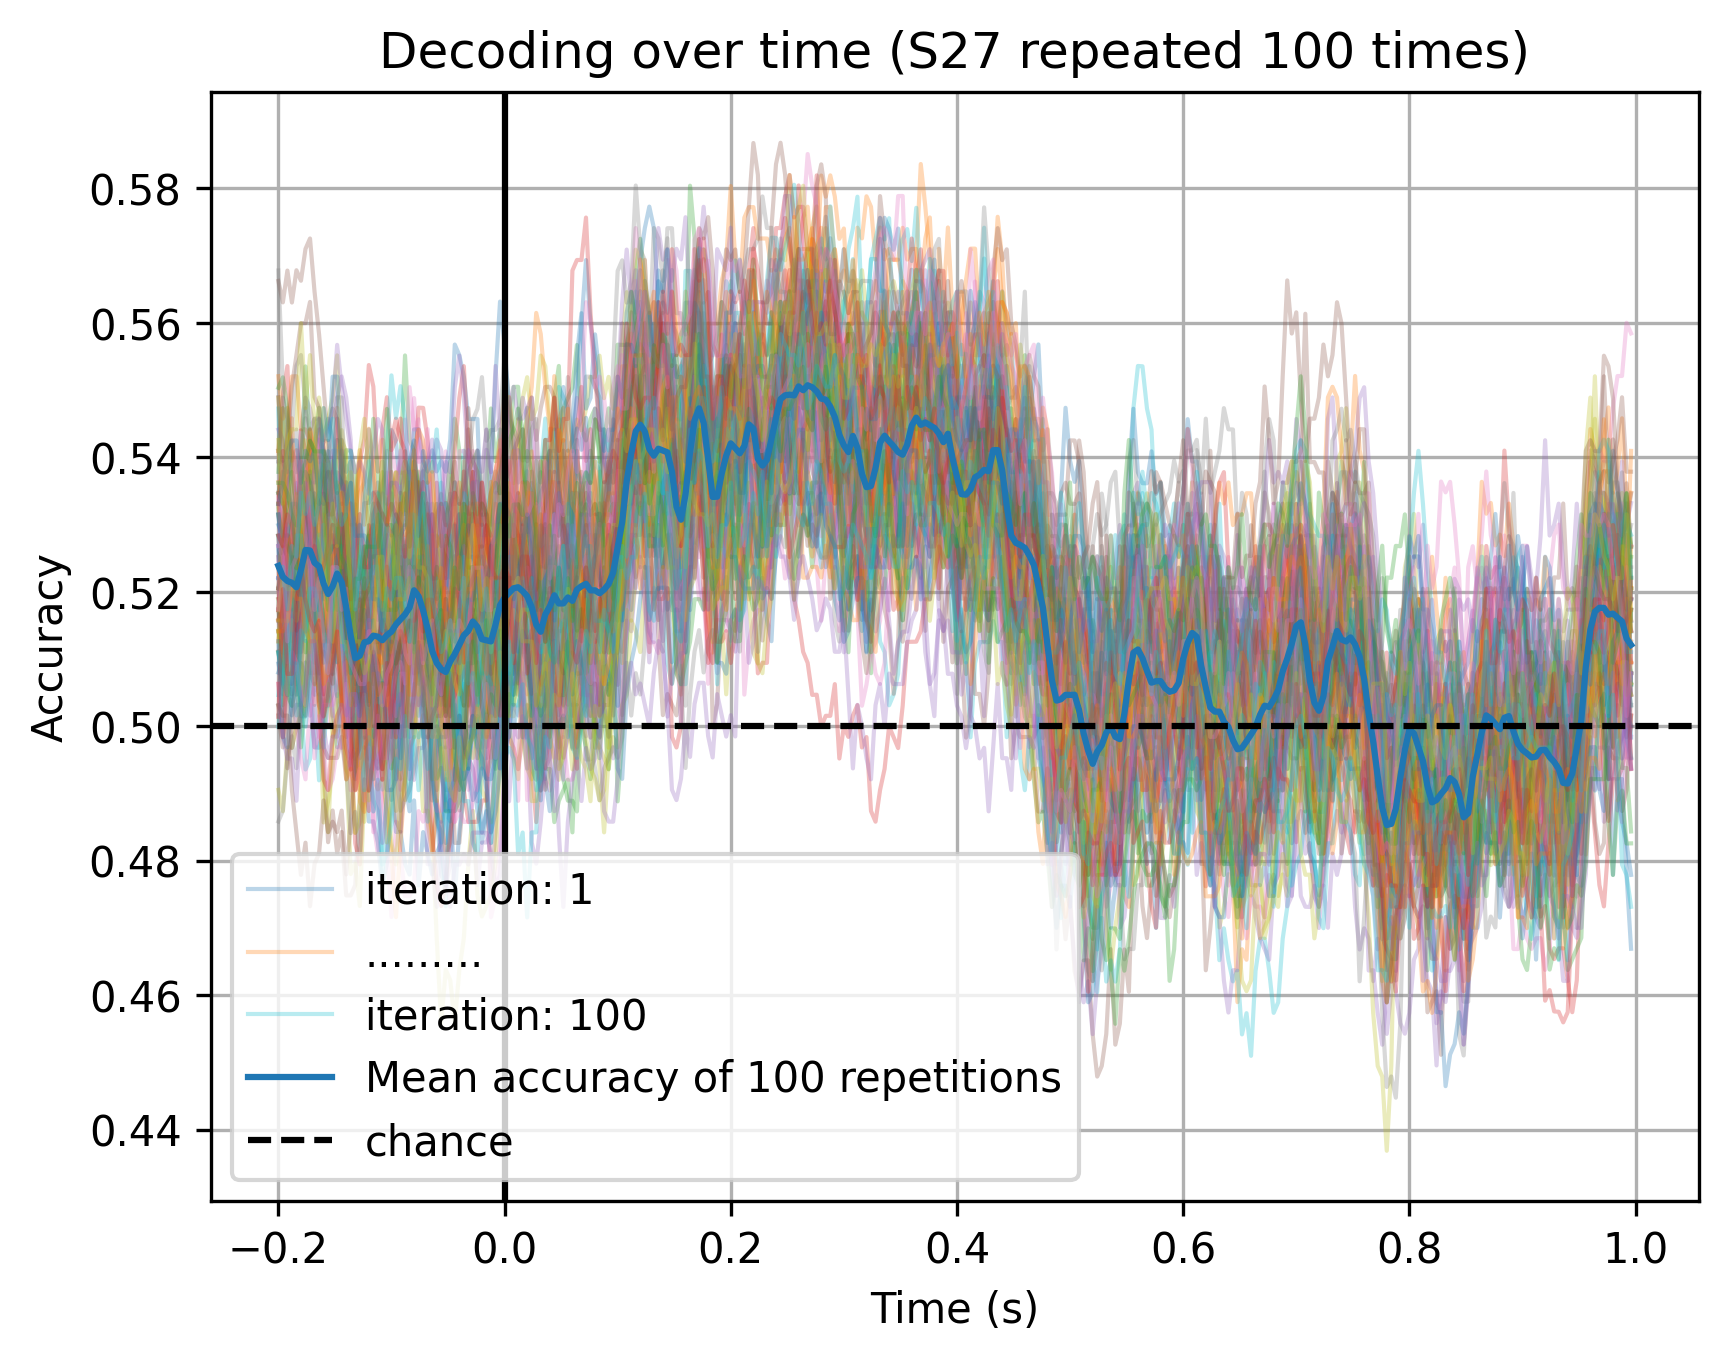 Decoding over time (S27 repeated 100 times)
Accuracy
0.58
0.56
0.54
0.52
0.50
0.48
0.46
0.44
iteration: 1
.........
iteration: 100
Mean accuracy of 100 repetitions
chance
−0.2 0.0 0.2 0.4 0.6 0.8 1.0
Time (s)